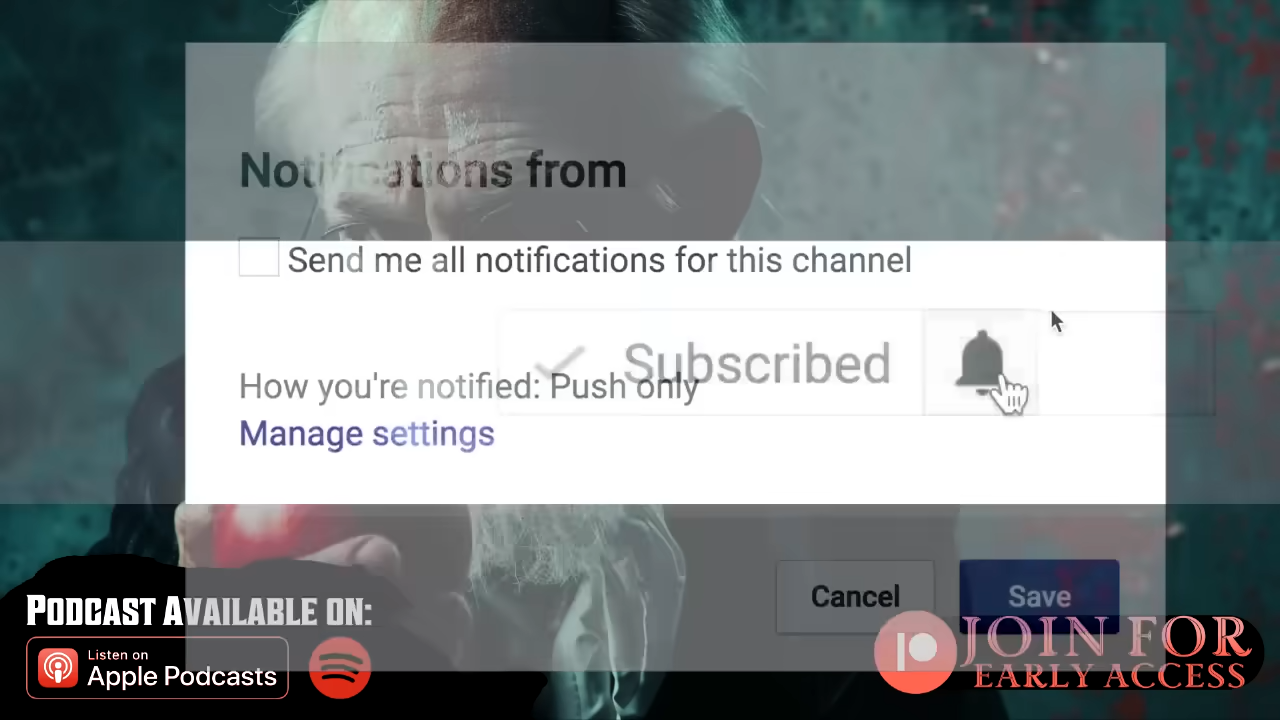 Notifications from
Send me all notifications for this channel
Subscribed
How you're notified: Push only
Manage settings
Cancel
Save
PODCAST AVAILABLE ON:
Listen on
Apple Podcasts
JOIN FOR
EARLY ACCESS